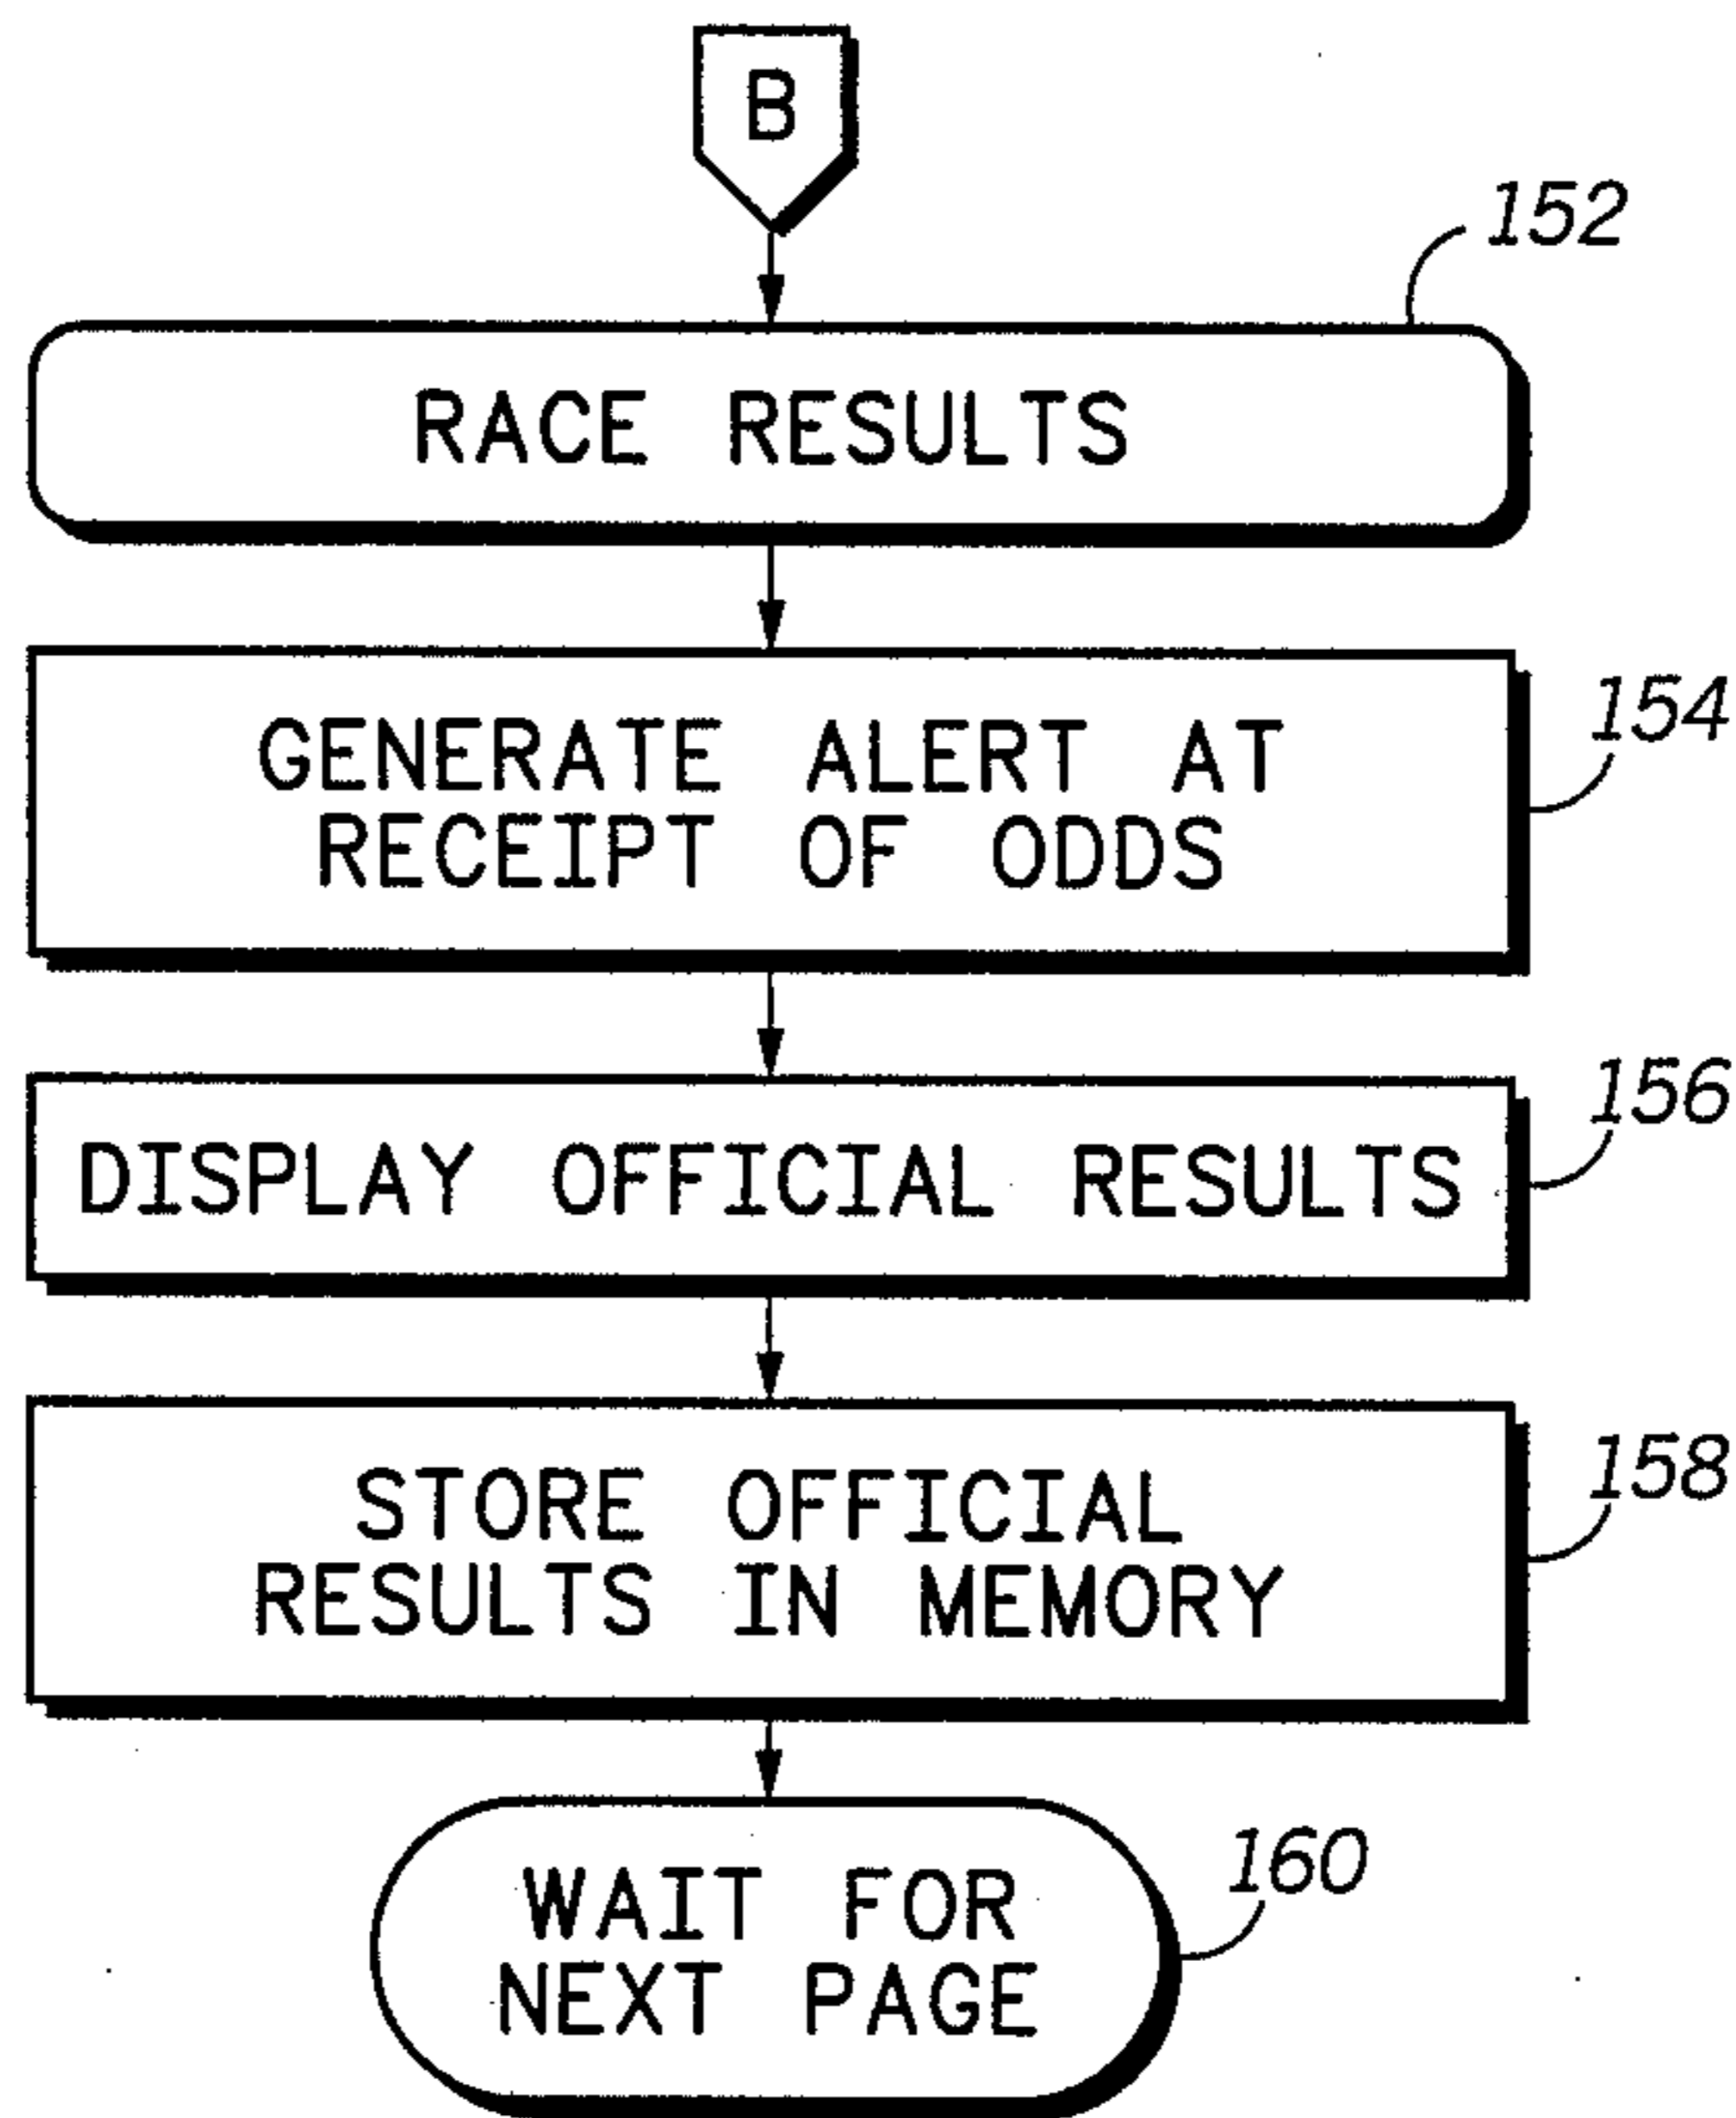 B
152
RACE RESULTS
154
GENERATE ALERT AT
RECEIPT OF ODDS
156
DISPLAY OFFICIAL RESULTS
158
STORE OFFICIAL
RESULTS IN MEMORY
160
WAIT FOR
NEXT PAGE